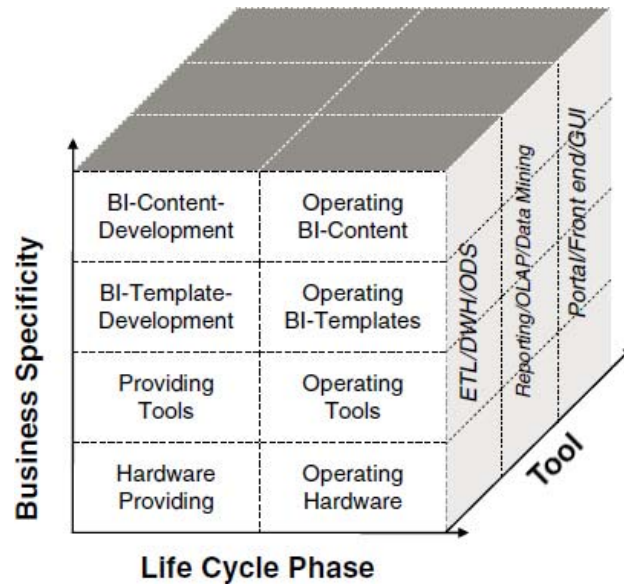 Business Specificity
BI-Content-
Development
Operating
BI-Content
BI-Template-
Development
Operating
BI-Templates
Providing
Tools
Operating
Tools
Hardware
Providing
Operating
Hardware
ETL/DWH/ODS
Reporting/OLAP/Data Mining
Portal/Front end/GUI
Tool
Life Cycle Phase